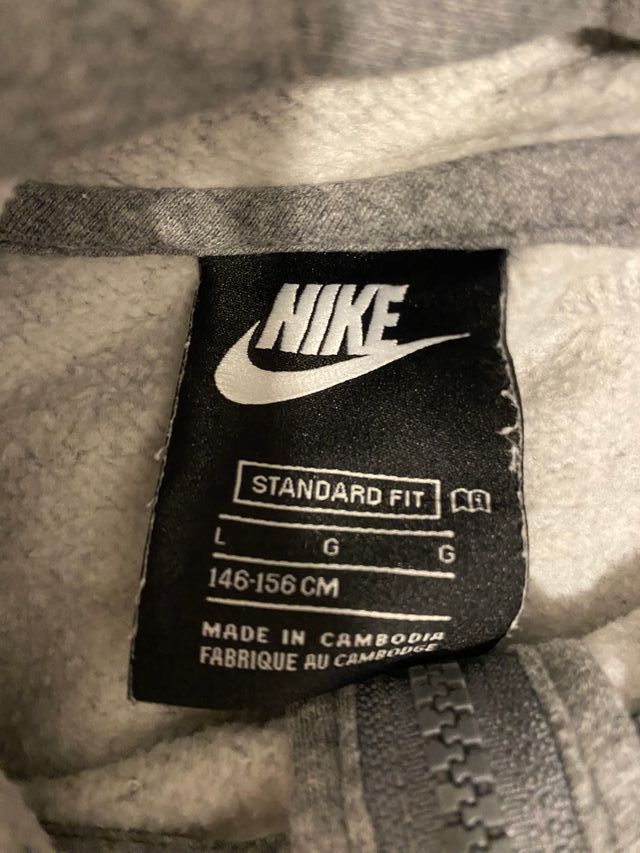 NIKE
STANDARD FIT
L G G
146-156 CM
MADE IN CAMBODIA
FABRIQUE AU CAMBODGE